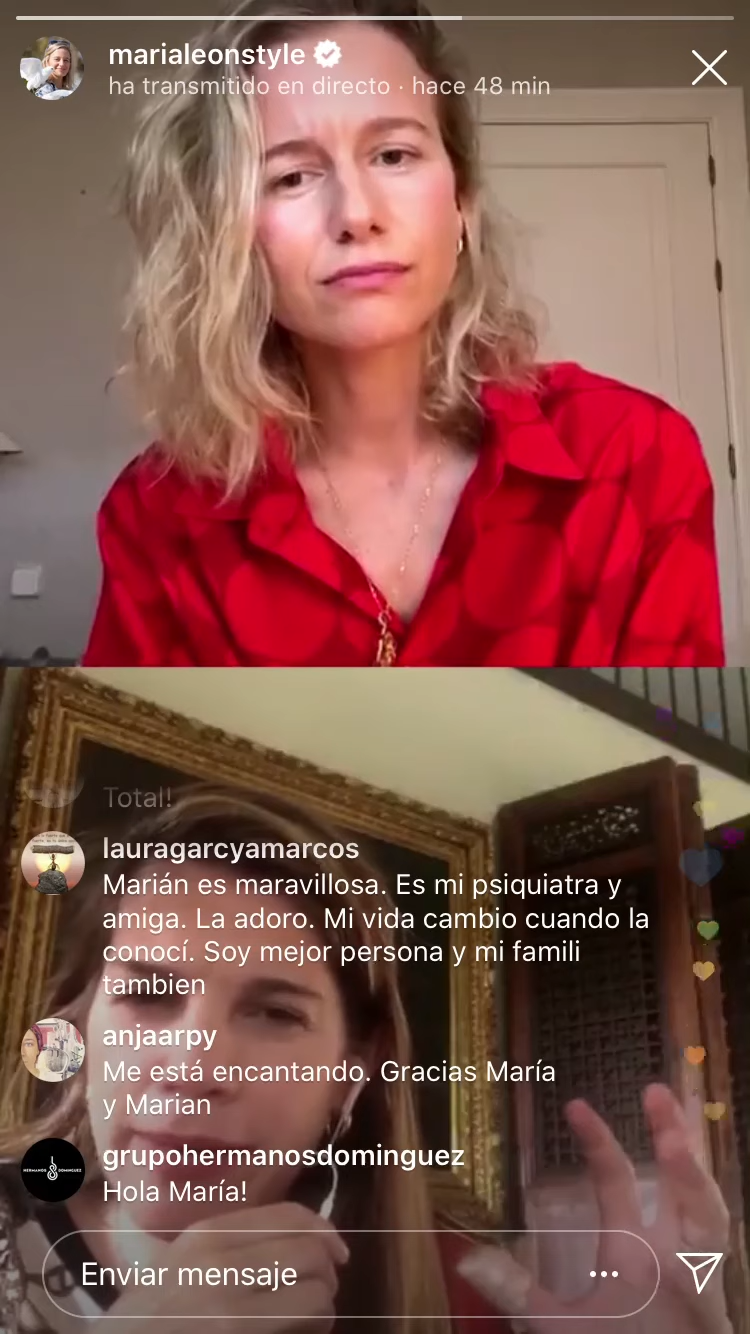 marialeonstyle
ha transmitido en directo · hace 48 min
Total!
lauragarcyamarcos
Marián es maravillosa. Es mi psiquiatra y
amiga. La adoro. Mi vida cambio cuando la
conocí. Soy mejor persona y mi famili
tambien
anjaarpy
Me está encantando. Gracias María
y Marian
HERMANOS DOMINGUEZ
grupohermanosdominguez
Hola María!
Enviar mensaje